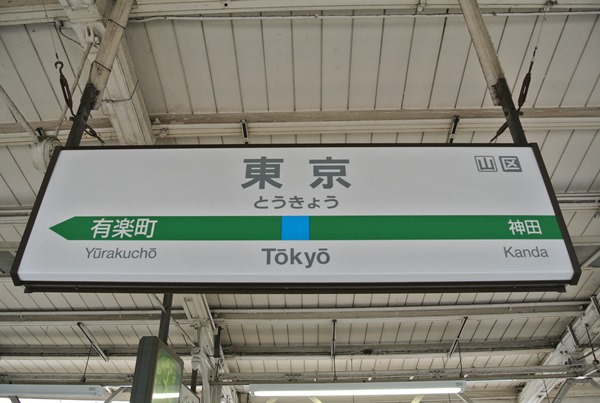 東京
山区
とうきょう
有楽町
神田
Yūrakuchō
Tōkyō
Kanda